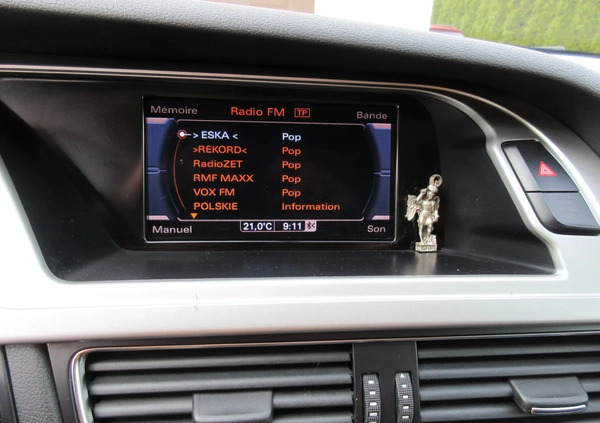 Mémoire Radio FM TP Bande
> ESKA < Pop
>REKORD< Pop
RadioZET Pop
RMF MAXX Pop
VOX FM Pop
POLSKIE Information
Manuel 21,0°C 9:11 Son